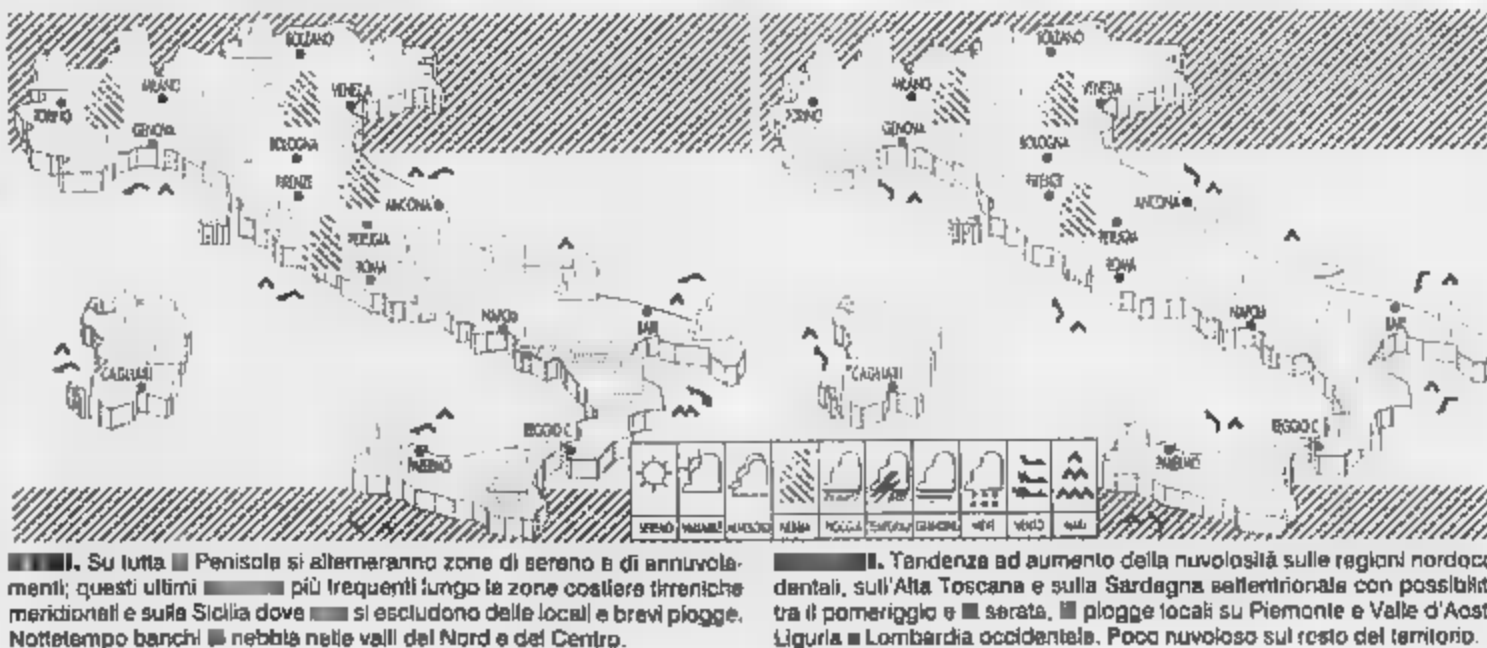 BOLZANO
MILANO
VENEZIA
TORINO
GENOVA
BOLOGNA
FIRENZE
ANCONA
PERUGIA
ROMA
NAPOLI
BARI
CAGLIARI
REGGIO C.
PALERMO
BOLZANO
MILANO
VENEZIA
TORINO
GENOVA
BOLOGNA
FIRENZE
ANCONA
PERUGIA
ROMA
NAPOLI
BARI
CAGLIARI
REGGIO C.
PALERMO
SERENO VARIABILE NUVOLOSO NEBBIA PIOGGIA TEMPORALE GRANDINE NEVE VENTO MARI
Su tutta Penisola si alterneranno zone di sereno e di annuvola-
menti; questi ultimi più frequenti lungo le zone costiere tirreniche
meridionali e sulla Sicilia dove si escludono delle locali e brevi piogge.
Nottetempo banchi nebbia nelle valli del Nord e del Centro.
Tendenza ad aumento della nuvolosità sulle regioni nordocc
dentali, sull'Alta Toscana e sulla Sardegna settentrionale con possibilit
tra il pomeriggio e serata, piogge locali su Piemonte e Valle d'Aost
Liguria Lombardia occidentale. Poco nuvoloso sul resto del territorio.